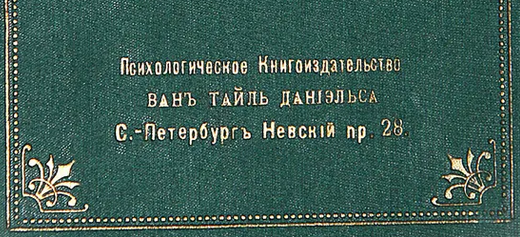 Психологическое Книгоиздательство
ВАНЪ ТАЙЛЬ ДАНІЭЛЬСА
С.-Петербургъ Невскій пр. 28.